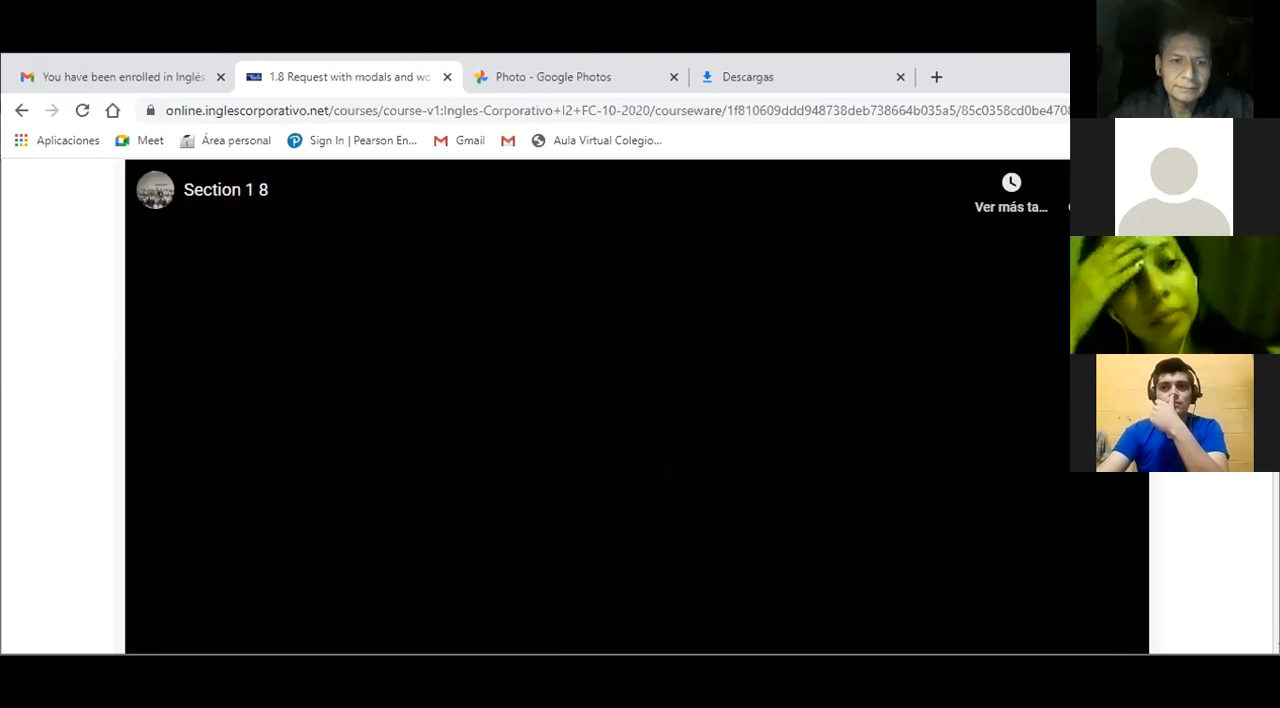 You have been enrolled in Inglés
1.8 Request with modals and wo
Photo - Google Photos
Descargas
online.inglescorporativo.net/courses/course-v1:Ingles-Corporativo+I2+FC-10-2020/courseware/1f810609ddd948738deb738664b035a5/85c0358cd0be4708
Aplicaciones
Meet
Área personal
Sign In | Pearson En...
Gmail
Aula Virtual Colegio...
Section 1 8
Ver más ta...